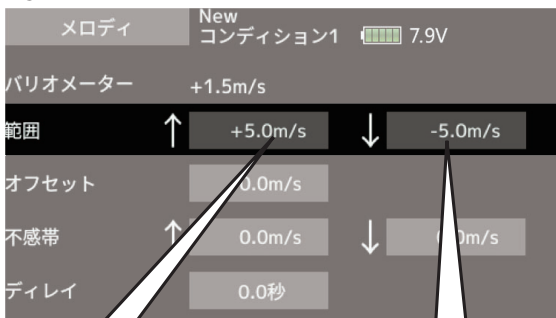 メロディ
New
コンディション1 7.9V
バリオメーター +1.5m/s
範囲 ↑ +5.0m/s ↓ -5.0m/s
オフセット 0.0m/s
不感帯 ↑ 0.0m/s ↓ m/s
ディレイ 0.0秒